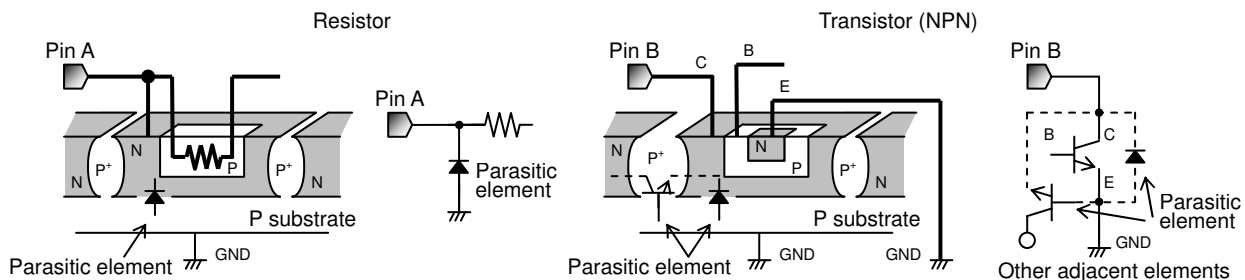 Resistor
Transistor (NPN)
Pin A
Pin B
C
B
E
Pin B
Pin A
N
P⁺
N
P
P⁺
N
Parasitic
element
N
P⁺
N
P
P⁺
N
B
C
E
Parasitic
element
P substrate
P substrate
GND
Parasitic element
GND
Parasitic element
GND
GND
Other adjacent elements